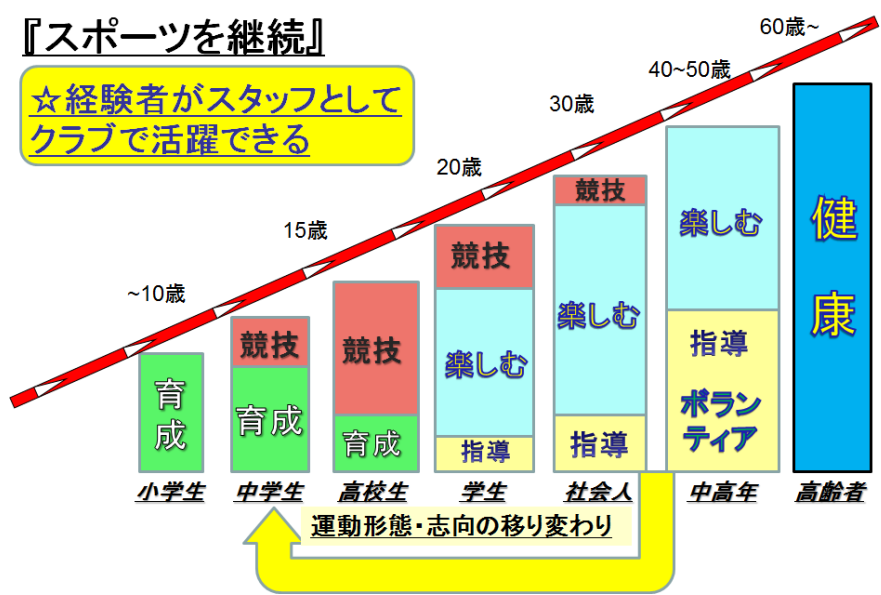 『スポーツを継続』
☆経験者がスタッフとして
クラブで活躍できる
~10歳
15歳
20歳
30歳
40~50歳
60歳~
育
成
競技
育成
競技
育成
競技
楽しむ
指導
競技
楽しむ
指導
楽しむ
指導
ボラン
ティア
健
康
小学生
中学生
高校生
学生
社会人
中高年
高齢者
運動形態・志向の移り変わり